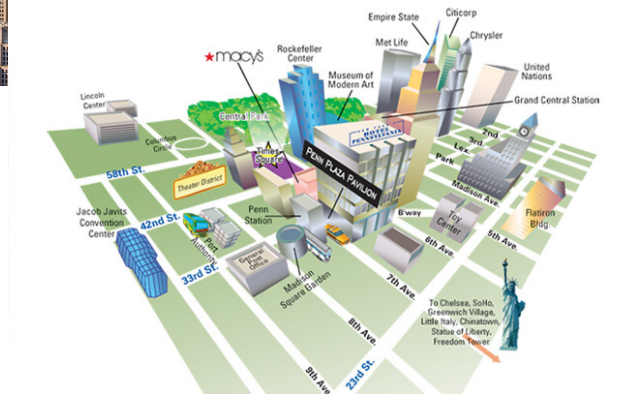 Citicorp
Empire State
Chrysler
Met Life
★macy's
Rockefeller
Center
United
Nations
Museum of
Modern Art
Lincoln
Center
Grand Central Station
Central Park
HOTEL
PENNSYLVANIA
2nd
3rd
Lex.
Park
Columbus
Circle
Times
Square
PENN PLAZA PAVILION
58th St.
Theater District
Madison Ave.
Jacob Javits
Convention
Center
42nd St.
Penn
Station
B'way
Toy
Center
Flatiron
Bldg.
Port
Authority
5th Ave.
6th Ave.
General
Post
Office
33rd St.
Madison
Square Garden
7th Ave.
To Chelsea, SoHo,
Greenwich Village,
Little Italy, Chinatown,
Statue of Liberty,
Freedom Tower
8th Ave.
9th Ave.
23rd St.